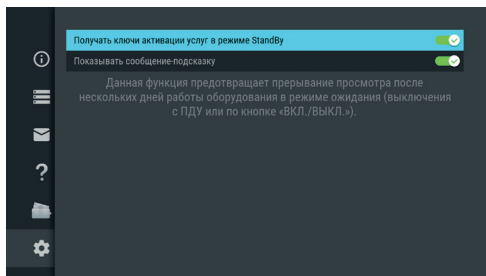 Получать ключи активации услуг в режиме StandBy
Показывать сообщение-подсказку
Данная функция предотвращает прерывание просмотра после
нескольких дней работы оборудования в режиме ожидания (выключения
с ПДУ или по кнопке «ВКЛ./ВЫКЛ.»).